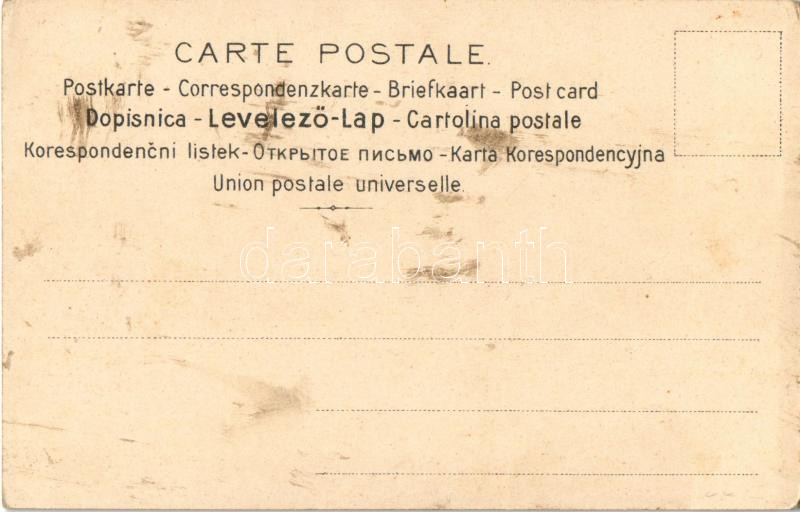 CARTE POSTALE.
Postkarte - Correspondenzkarte - Briefkaart - Post card
Dopisnica - Levelező-Lap - Cartolina postale
Korespondenčni listek - Открытое письмо - Karta Korespondencyjna
Union postale universelle.
darabanth